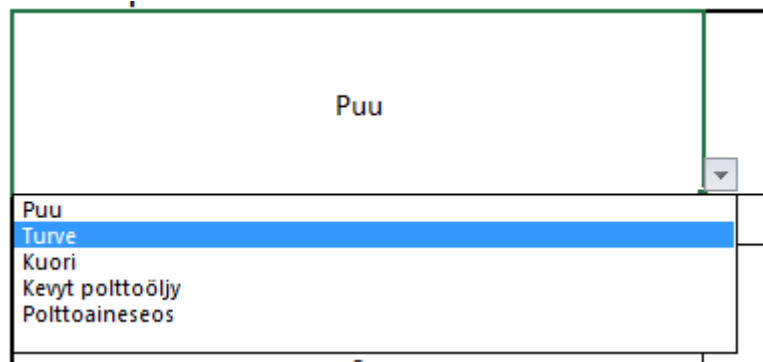 Puu
Puu
Turve
Kuori
Kevyt polttoöljy
Polttoaineseos